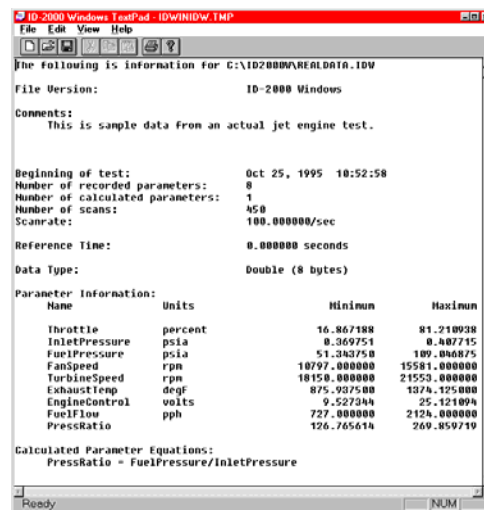 ID-2000 Windows TextPad - IDWINIDW.TMP
File Edit View Help
The following is information for C:\ID2000W\REALDATA.IDW
File Version: ID-2000 Windows
Comments:
This is sample data from an actual jet engine test.
Beginning of test: Oct 25, 1995 10:52:58
Number of recorded parameters: 8
Number of calculated parameters: 1
Number of scans: 450
Scanrate: 100.000000/sec
Reference Time: 0.000000 seconds
Data Type: Double (8 bytes)
Parameter Information:
Name Units Minimum Maximum
Throttle percent 16.867188 81.210938
InletPressure psia 0.369751 0.407715
FuelPressure psia 51.343750 109.046875
FanSpeed rpm 10797.000000 15581.000000
TurbineSpeed rpm 18150.000000 21553.000000
ExhaustTemp degF 875.937500 1374.125000
EngineControl volts 9.527344 25.121094
FuelFlow pph 727.000000 2124.000000
PressRatio 126.765614 269.859719
Calculated Parameter Equations:
PressRatio = FuelPressure/InletPressure
Ready NUM